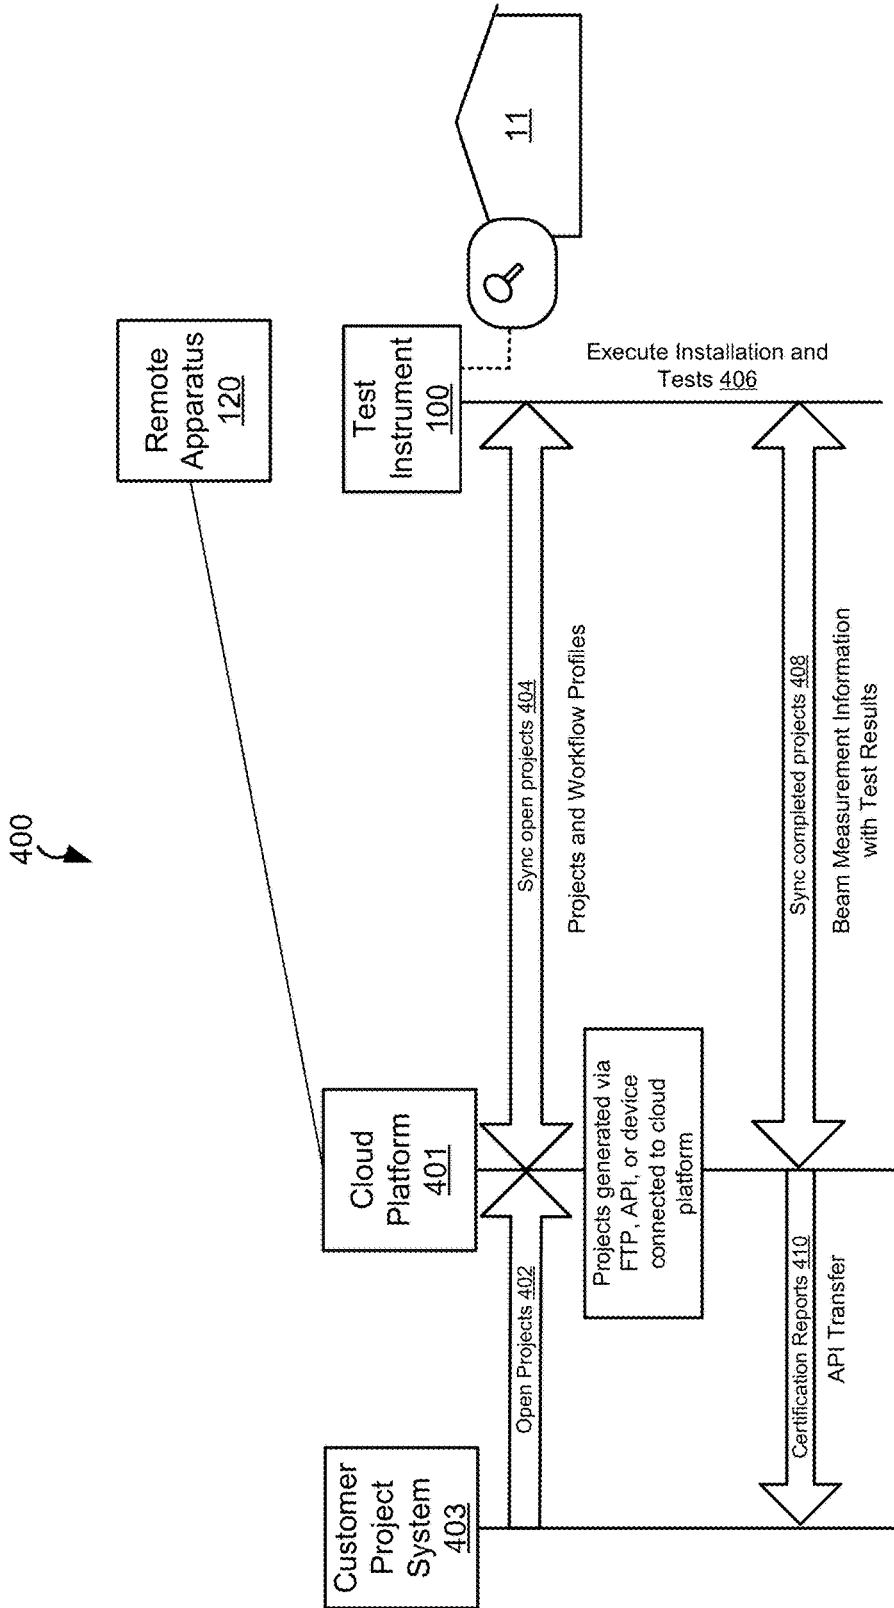 400
Remote
Apparatus
120
Customer
Project
System
403
Cloud
Platform
401
Test
Instrument
100
11
Open Projects 402
Sync open projects 404
Projects and Workflow Profiles
Projects generated via
FTP, API, or device
connected to cloud
platform
Execute Installation and
Tests 406
Certification Reports 410
API Transfer
Sync completed projects 408
Beam Measurement Information
with Test Results